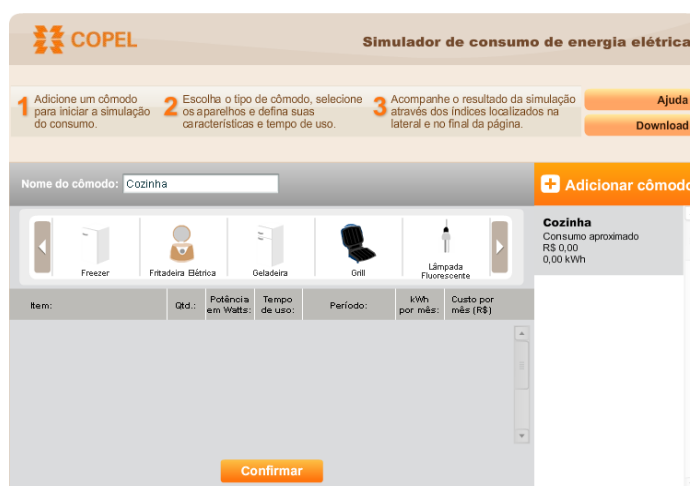 COPEL
Simulador de consumo de energia elétrica
1 Adicione um cômodo
para iniciar a simulação
do consumo.
2 Escolha o tipo de cômodo, selecione
os aparelhos e defina suas
características e tempo de uso.
3 Acompanhe o resultado da simulação
através dos índices localizados na
lateral e no final da página.
Ajuda
Download
Nome do cômodo: Cozinha
+ Adicionar cômodo
Cozinha
Consumo aproximado
R$ 0,00
0,00 kWh
Freezer
Fritadeira Elétrica
Geladeira
Grill
Lâmpada
Fluorescente
Item:
Qtd.:
Potência
em Watts:
Tempo
de uso:
Período:
kWh
por mês:
Custo por
mês (R$)
Confirmar